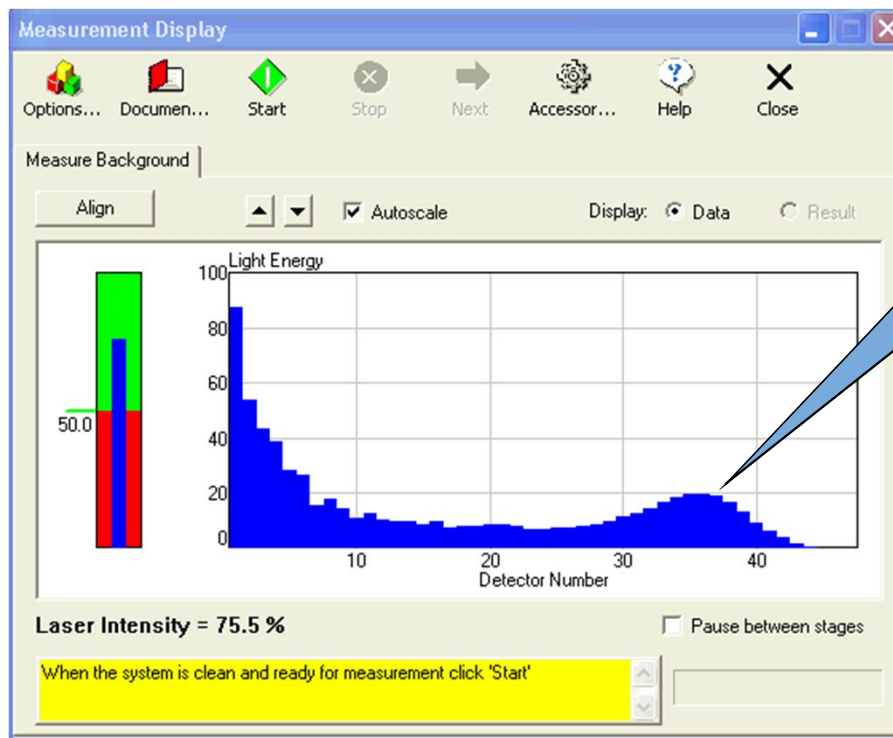 Measurement Display
Options... Documen... Start Stop Next Accessor... Help Close
Measure Background
Align Autoscale Display: Data Result
Light Energy
100
80
60
50.0
40
20
0
10 20 30 40
Detector Number
Laser Intensity = 75.5 %
Pause between stages
When the system is clean and ready for measurement click 'Start'